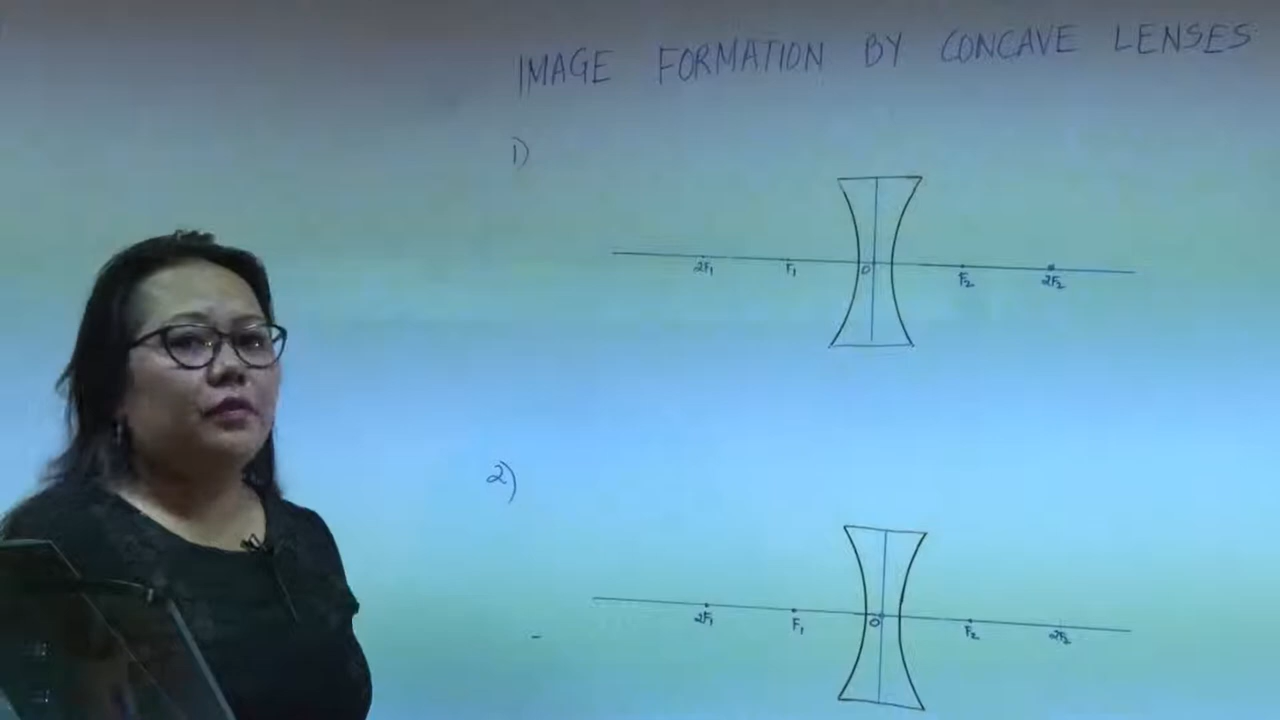 IMAGE FORMATION BY CONCAVE LENSES
1)
2F₁ F₁ O F₂ 2F₂
2)
2F₁ F₁ O F₂ 2F₂